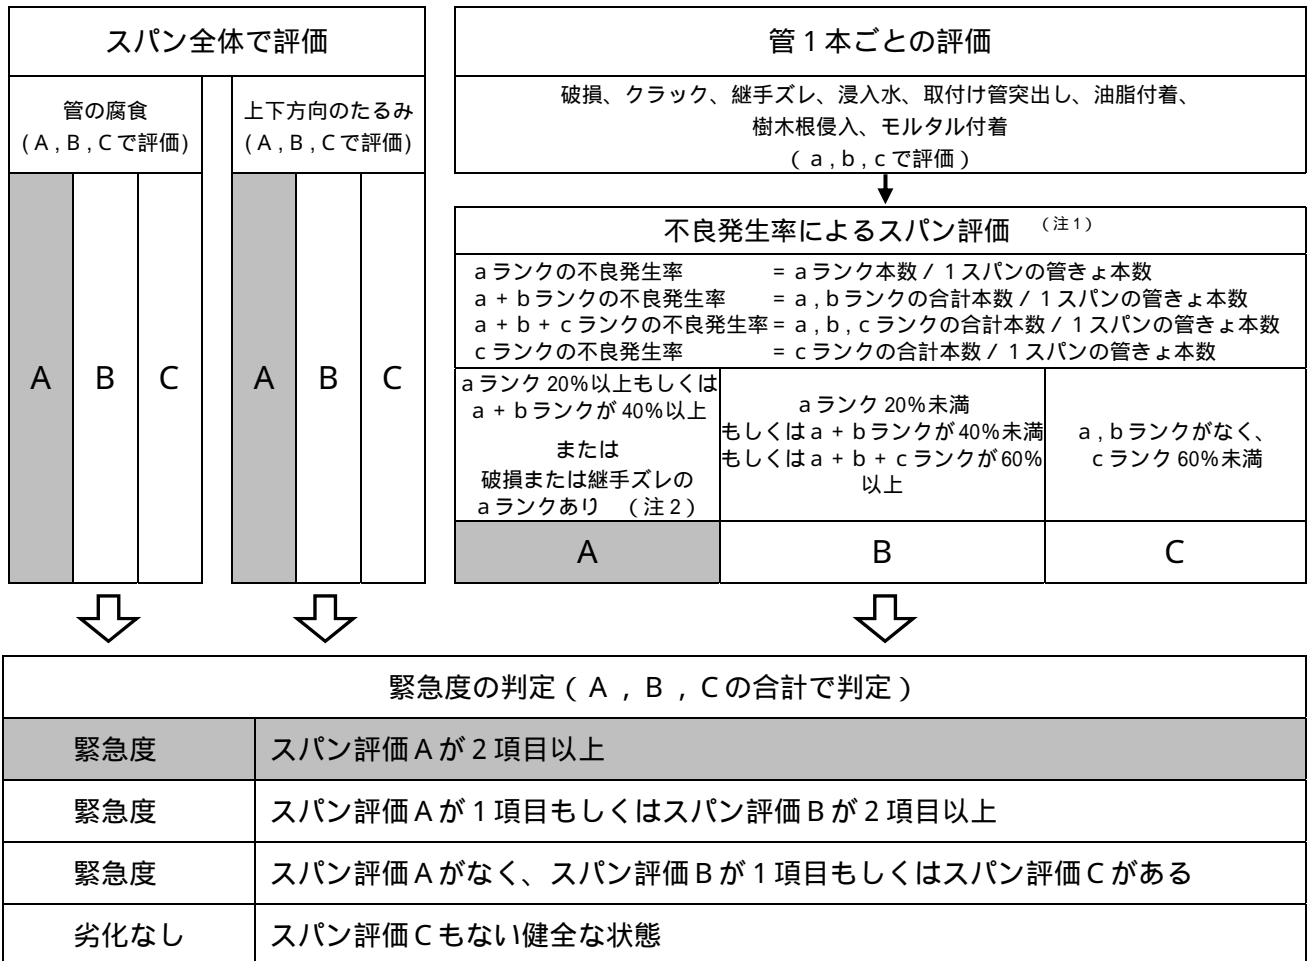 スパン全体で評価
管の腐食
(A,B,Cで評価)
上下方向のたるみ
(A,B,Cで評価)
A
B
C
A
B
C
管1本ごとの評価
破損、クラック、継手ズレ、浸入水、取付け管突出し、油脂付着、
樹木根侵入、モルタル付着
(a,b,cで評価)
不良発生率によるスパン評価 (注1)
aランクの不良発生率 = aランク本数/1スパンの管きょ本数
a+bランクの不良発生率 = a,bランクの合計本数/1スパンの管きょ本数
a+b+cランクの不良発生率= a,b,cランクの合計本数/1スパンの管きょ本数
cランクの不良発生率 = cランクの合計本数/1スパンの管きょ本数
aランク20%以上もしくは
a+bランクが40%以上
または
破損または継手ズレの
aランクあり (注2)
aランク20%未満
もしくはa+bランクが40%未満
もしくはa+b+cランクが60%
以上
a,bランクがなく、
cランク60%未満
A
B
C
緊急度の判定(A,B,Cの合計で判定)
緊急度 スパン評価Aが2項目以上
緊急度 スパン評価Aが1項目もしくはスパン評価Bが2項目以上
緊急度 スパン評価Aがなく、スパン評価Bが1項目もしくはスパン評価Cがある
劣化なし スパン評価Cもない健全な状態